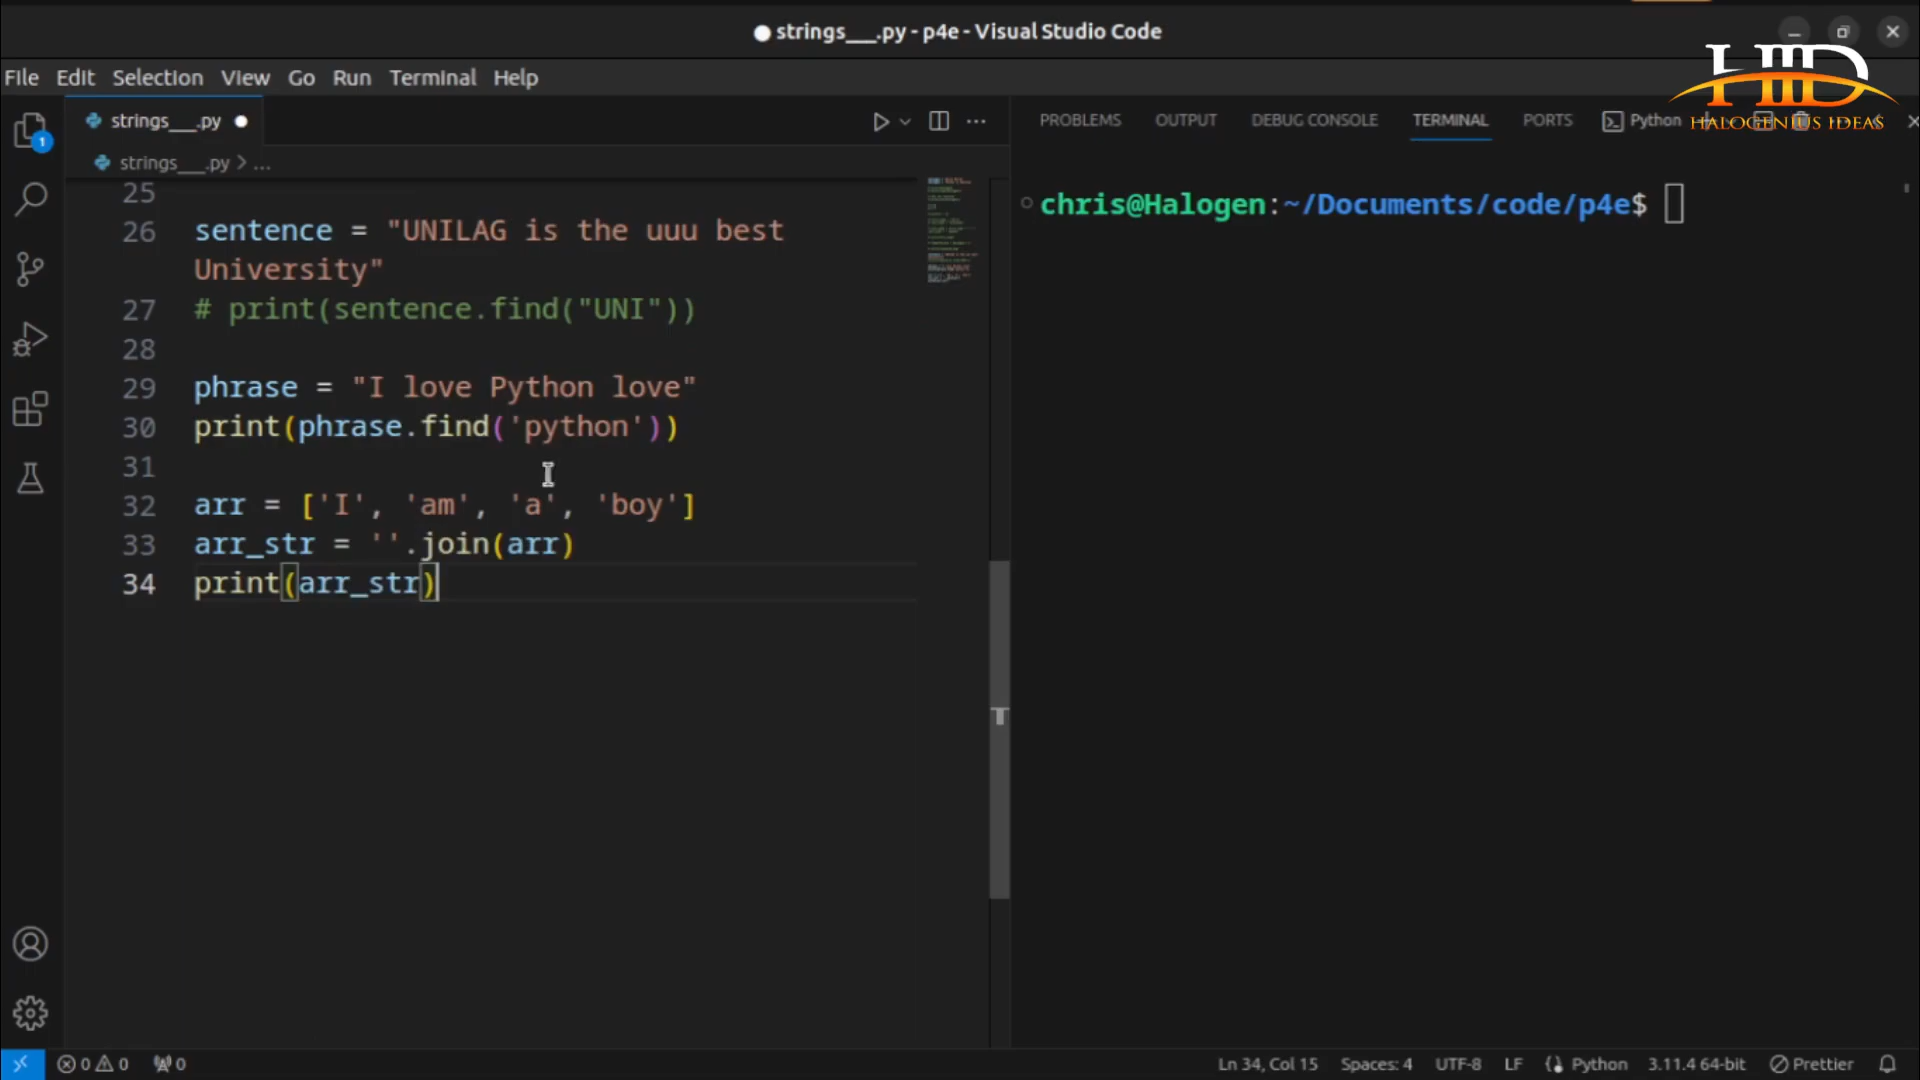 strings___.py - p4e - Visual Studio Code
File Edit Selection View Go Run Terminal Help
HID
HALOGENIUS IDEAS
1
strings___.py
PROBLEMS OUTPUT DEBUG CONSOLE TERMINAL PORTS Python
strings___.py > ...
25
26 sentence = "UNILAG is the uuu best
University"
27 # print(sentence.find("UNI"))
28
29 phrase = "I love Python love"
30 print(phrase.find('python'))
31
32 arr = ['I', 'am', 'a', 'boy']
33 arr_str = ''.join(arr)
34 print(arr_str)
chris@Halogen:~/Documents/code/p4e$
0 0 0 Ln 34, Col 15 Spaces: 4 UTF-8 LF Python 3.11.4 64-bit Prettier